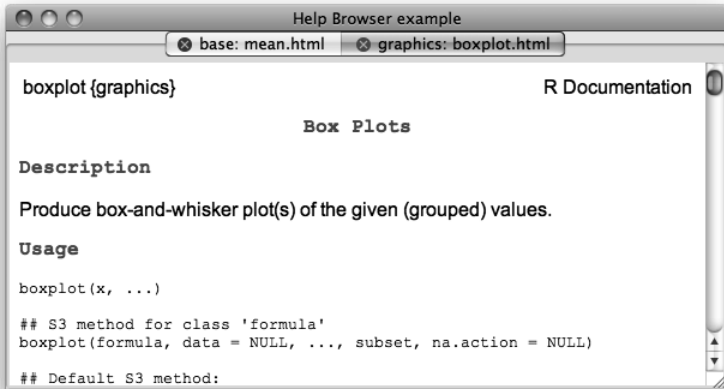 Help Browser example
base: mean.html graphics: boxplot.html
boxplot {graphics} R Documentation
Box Plots
Description
Produce box-and-whisker plot(s) of the given (grouped) values.
Usage
boxplot(x, ...)
## S3 method for class 'formula'
boxplot(formula, data = NULL, ..., subset, na.action = NULL)
## Default S3 method: